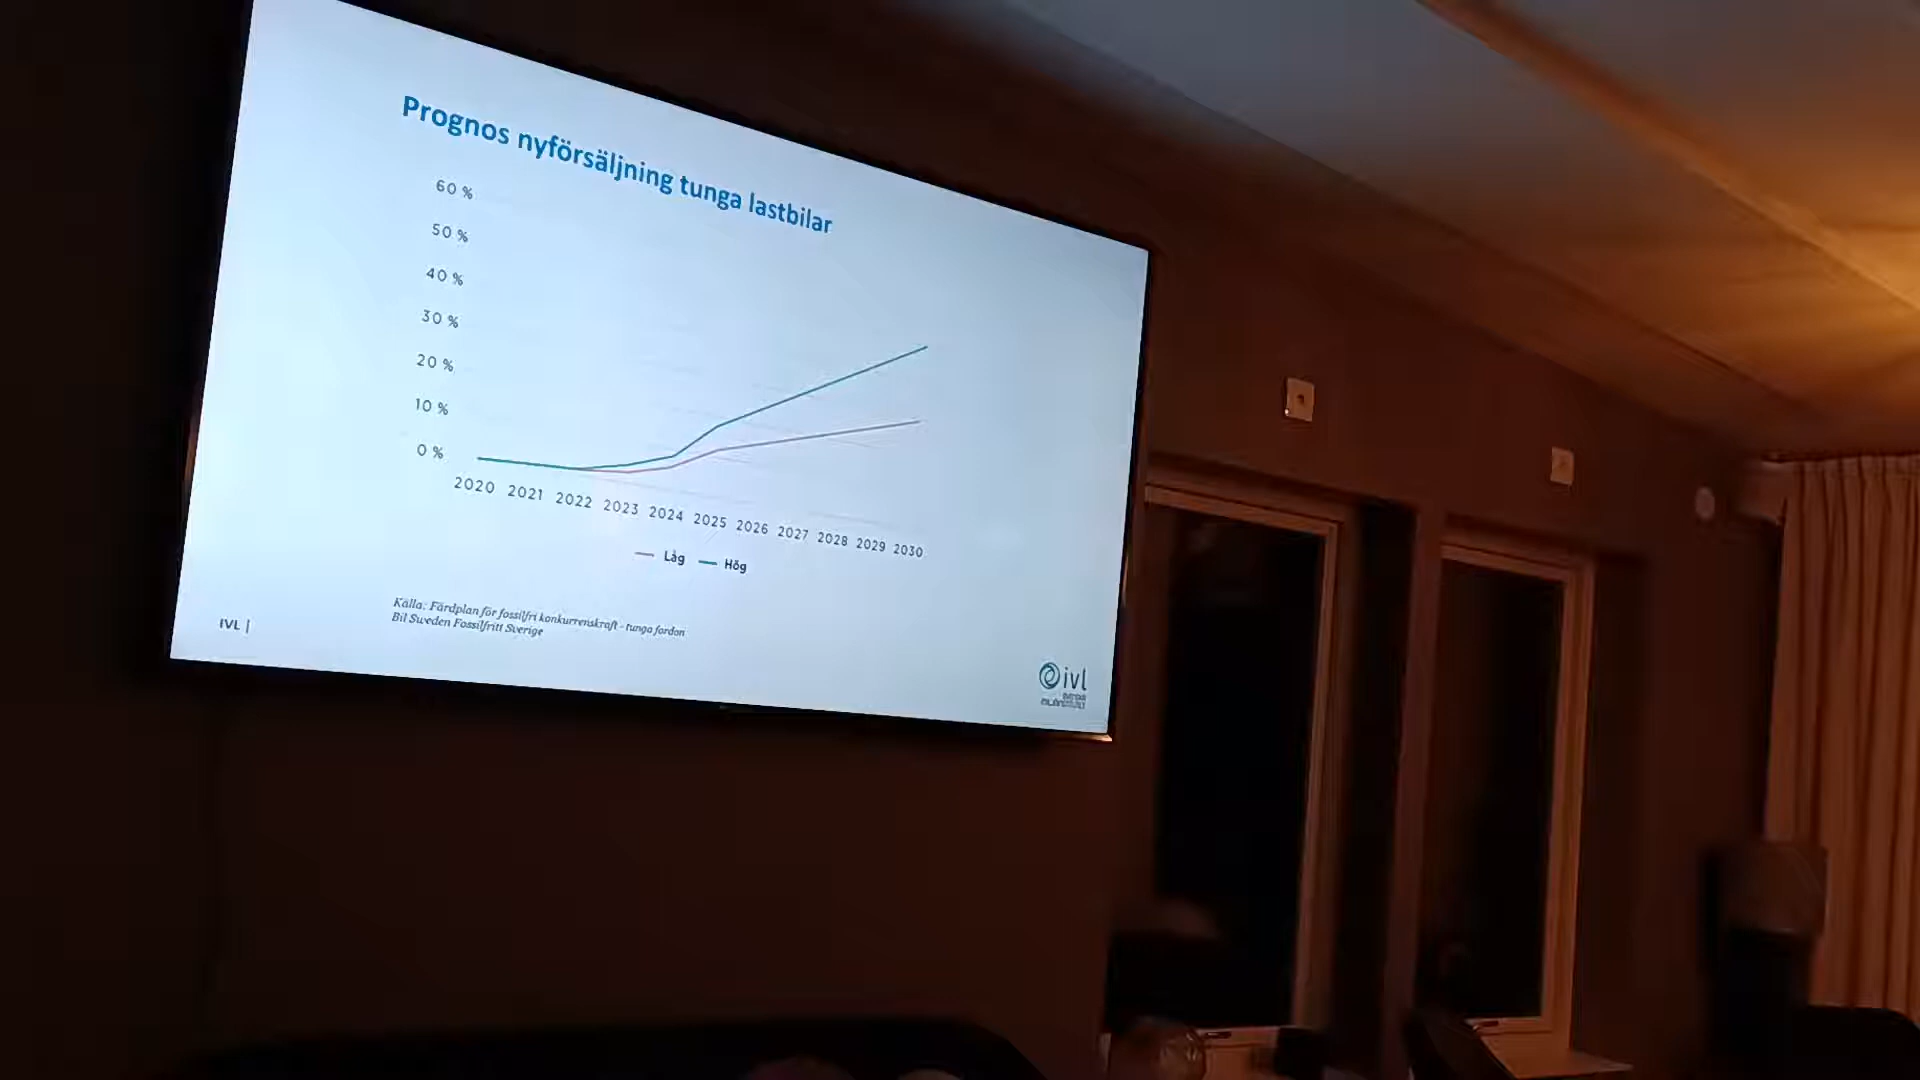 Prognos nyförsäljning tunga lastbilar
60 %
50 %
40 %
30 %
20 %
10 %
0 %
2020 2021 2022 2023 2024 2025 2026 2027 2028 2029 2030
Låg Hög
Källa: Färdplan för fossilfri konkurrenskraft - tunga fordon
Bil Sweden Fossilfritt Sverige
IVL |
ivl